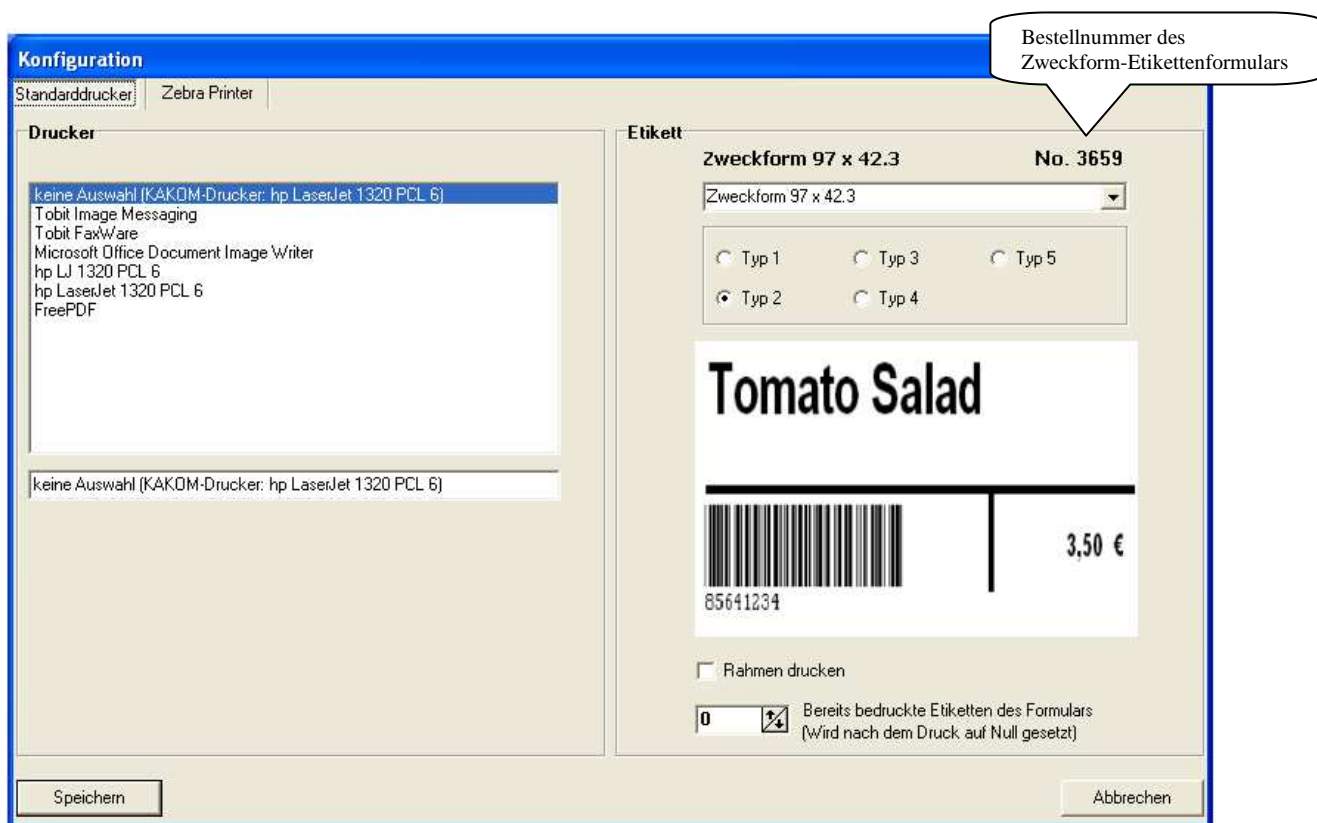 Bestellnummer des
Zweckform-Etikettenformulars
Konfiguration
Standarddrucker
Zebra Printer
Drucker
keine Auswahl (KAKOM-Drucker: hp LaserJet 1320 PCL 6)
Tobit Image Messaging
Tobit FaxWare
Microsoft Office Document Image Writer
hp LJ 1320 PCL 6
hp LaserJet 1320 PCL 6
FreePDF
keine Auswahl (KAKOM-Drucker: hp LaserJet 1320 PCL 6)
Etikett
Zweckform 97 x 42.3 No. 3659
Zweckform 97 x 42.3
Typ 1 Typ 3 Typ 5
Typ 2 Typ 4
Tomato Salad
3,50 €
85641234
Rahmen drucken
0
Bereits bedruckte Etiketten des Formulars
(Wird nach dem Druck auf Null gesetzt)
Speichern
Abbrechen